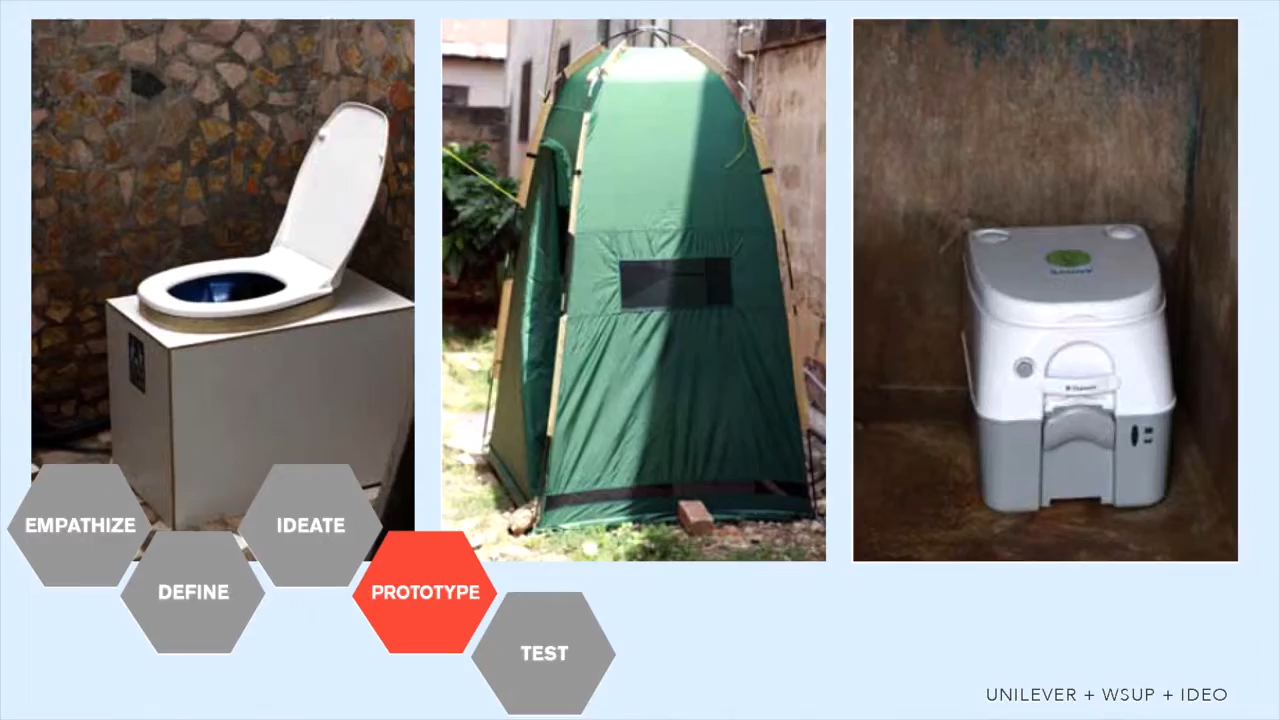 EMPATHIZE
DEFINE
IDEATE
PROTOTYPE
TEST
UNILEVER + WSUP + IDEO